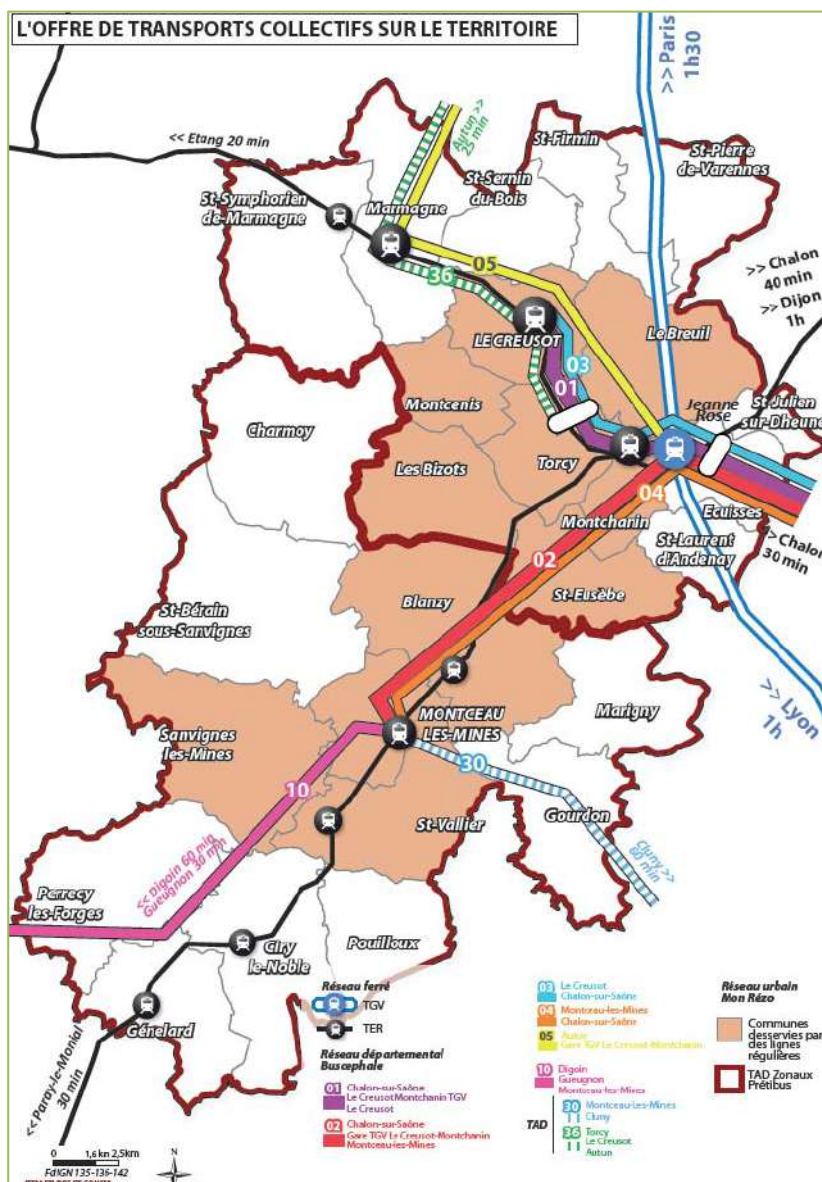 L'OFFRE DE TRANSPORTS COLLECTIFS SUR LE TERRITOIRE
>> Paris
1h30
<< Etang 20 min
Autun >>
25 min
St-Firmin
St-Pierre
de-Varennes
St-Sernin
du Bois
St-Symphorien
de-Marmagne
Marmagne
05
36
>> Chalon
40 min
>> Dijon
1h
LE CREUSOT
Le Breuil
03
01
Jeanne
Rose
St-Julien
sur-Dheune
Montcenis
Charmoy
Les Bizots
Torcy
04
Ecuisses
Montchanin
St-Laurent
d'Andenay
>> Chalon
30 min
02
Blanzy
St-Eusèbe
St-Bérain
sous-Sanvignes
>> Lyon
1h
Marigny
MONTCEAU
LES-MINES
Sanvignes
les-Mines
30
10
St-Vallier
Gourdon
<< Digoin 60 min
Gueugnon 30 min
Cluny >>
60 min
Perrecy
les-Forges
Ciry
le-Noble
Pouilloux
Génelard
<< Paray-le-Monial
30 min
Réseau ferré
TGV
TER
Réseau départemental
Buscephale
01 Chalon-sur-Saône
Le Creusot Montchanin TGV
Le Creusot
02 Chalon-sur-Saône
Gare TGV Le Creusot-Montchanin
Montceau-les-Mines
03 Le Creusot
Chalon-sur-Saône
04 Montceau-les-Mines
Chalon-sur-Saône
05 Autun
Gare TGV Le Creusot-Montchanin
10 Digoin
Gueugnon
Montceau-les-Mines
TAD
30 Montceau-Les-Mines
Cluny
36 Torcy
Le Creusot
Autun
Réseau urbain
Mon Rézo
Communes
desservies par
des lignes
régulières
TAD Zonaux
Prétibus
0 1,6 km 2,5km
Fd IGN 135-136-142
N